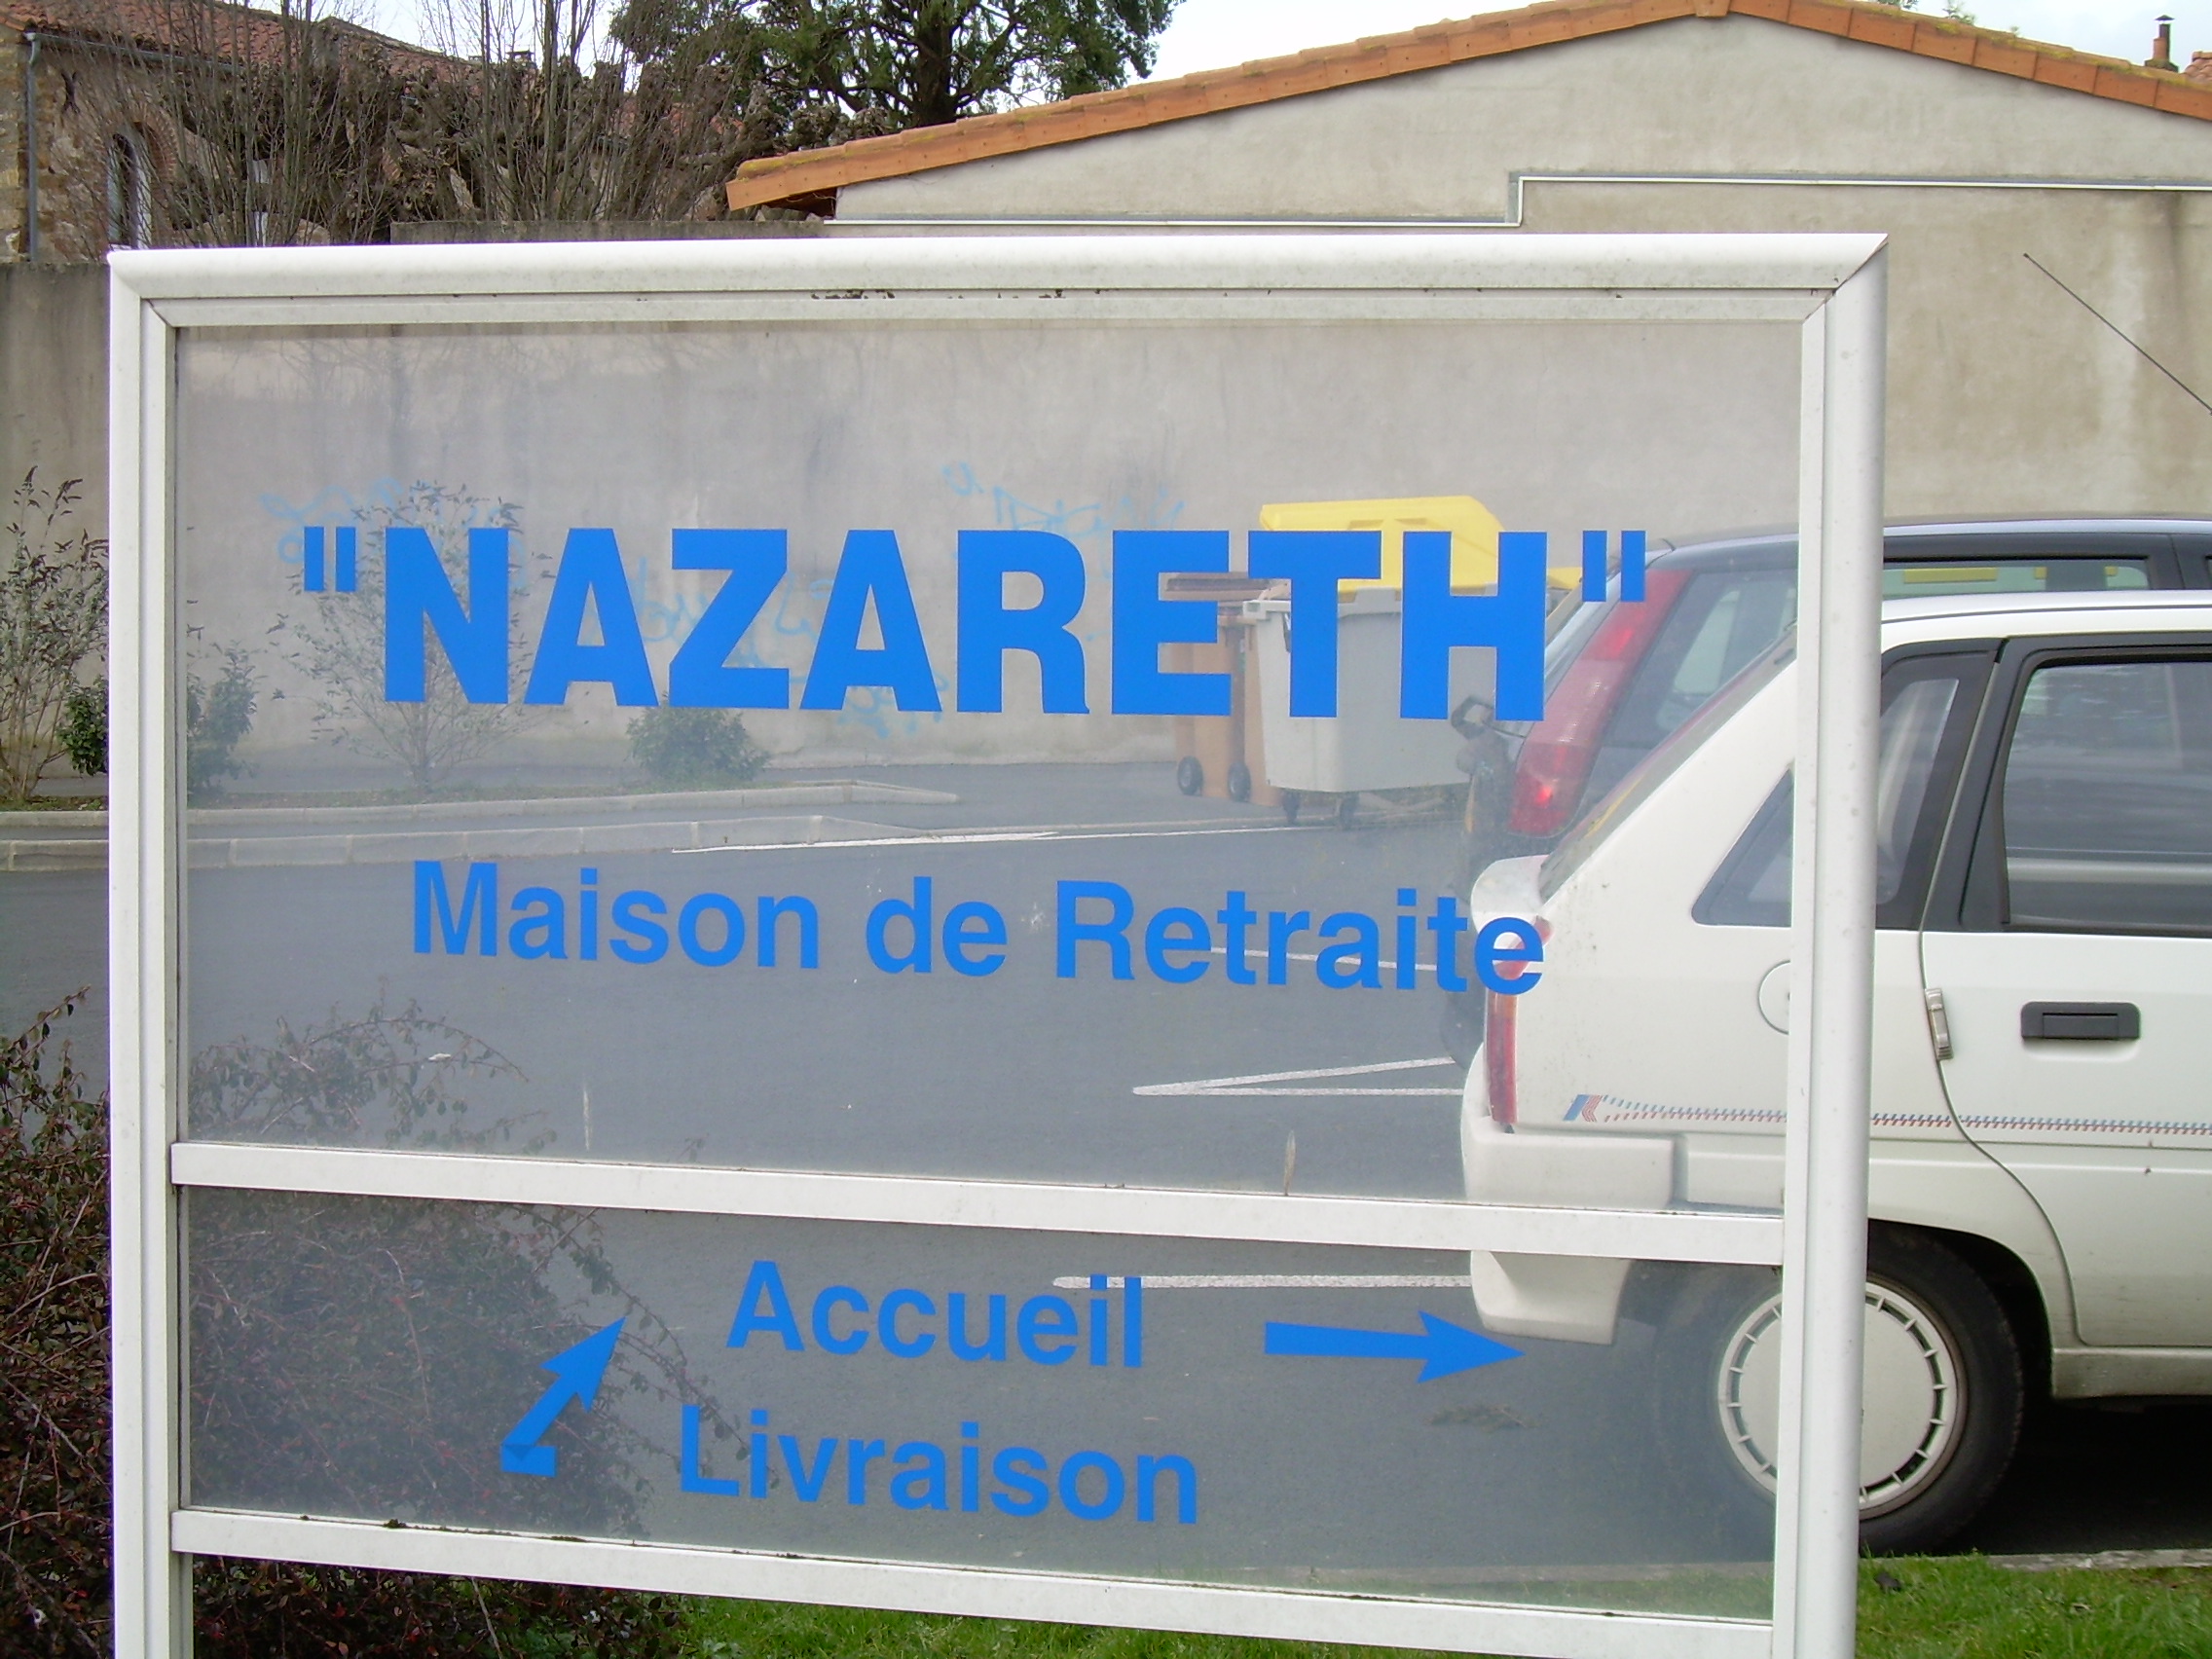 "NAZARETH"
Maison de Retraite
Accueil
Livraison